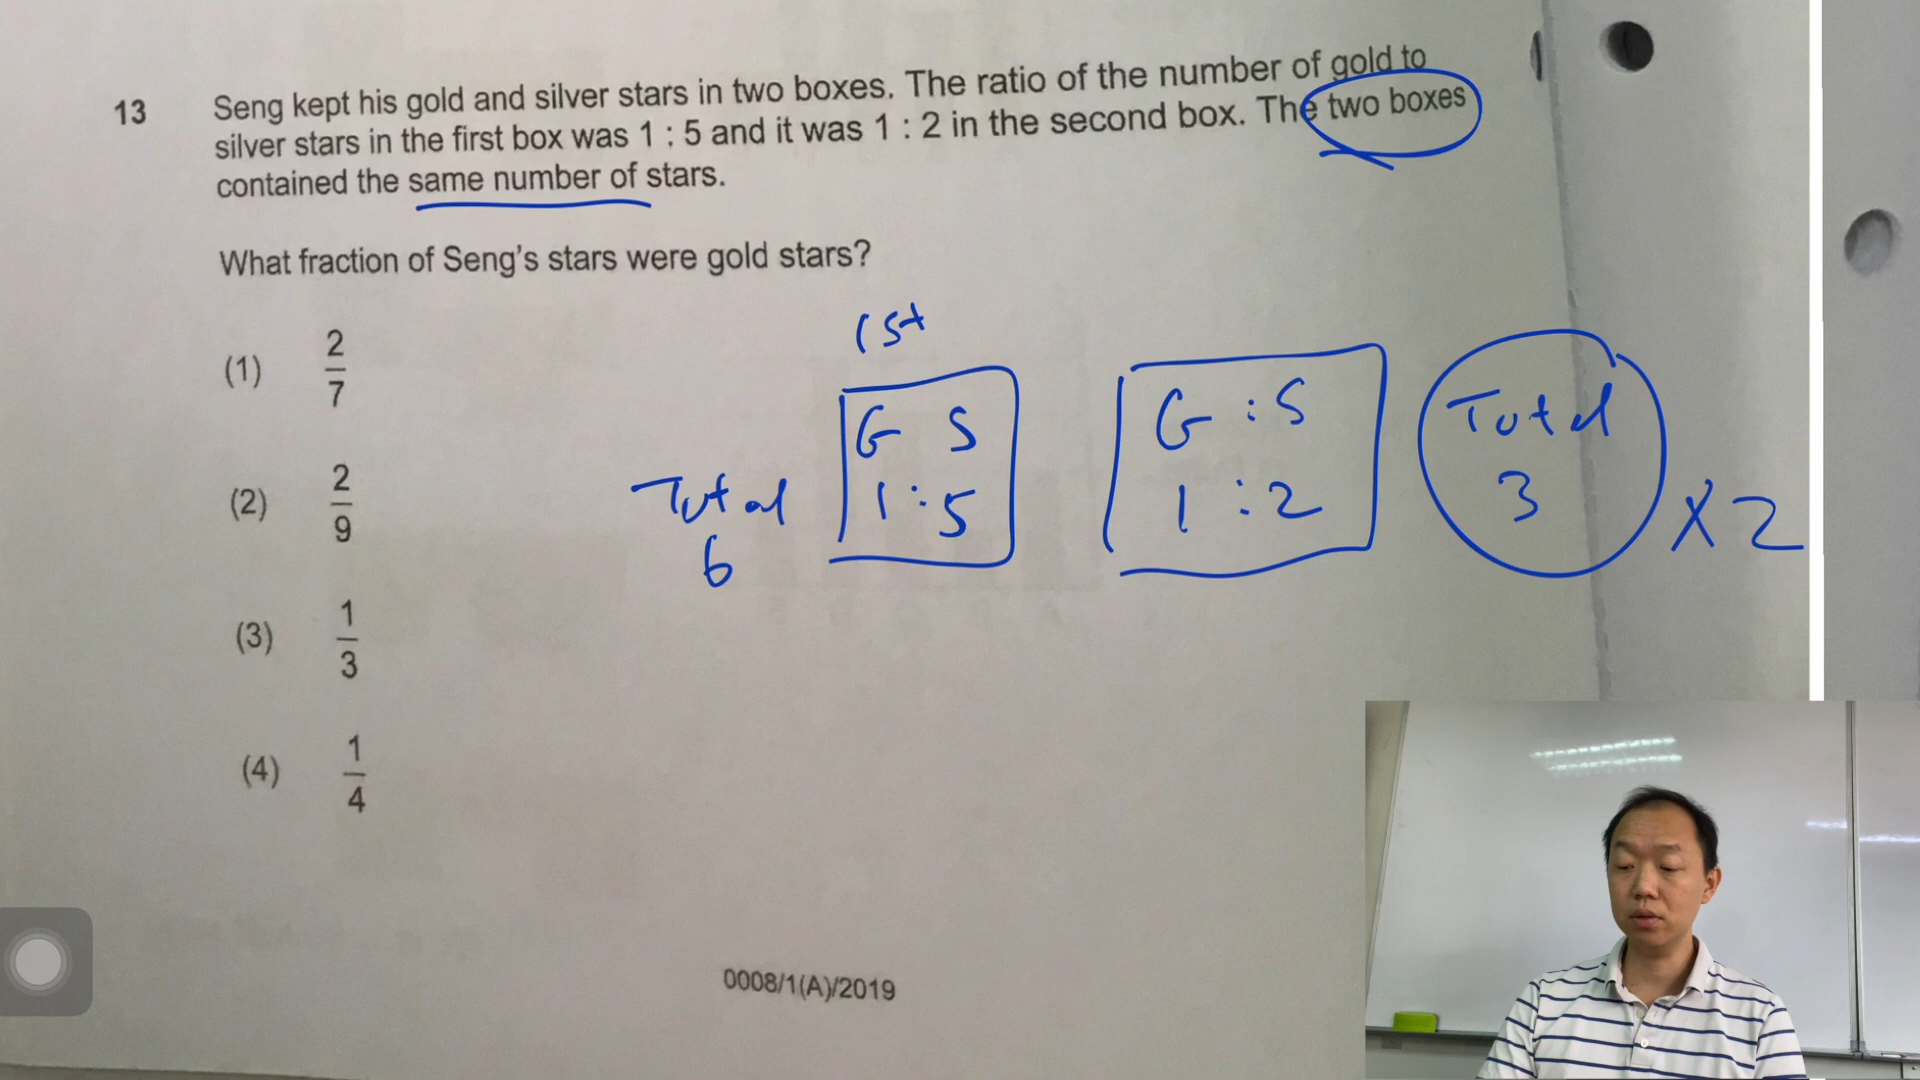 13 Seng kept his gold and silver stars in two boxes. The ratio of the number of gold to
silver stars in the first box was 1 : 5 and it was 1 : 2 in the second box. The two boxes
contained the same number of stars.
What fraction of Seng's stars were gold stars?
(1) 2/7
(2) 2/9
(3) 1/3
(4) 1/4
1st
G S
1 : 5
Total
6
G : S
1 : 2
Total
3
x 2
0008/1(A)/2019